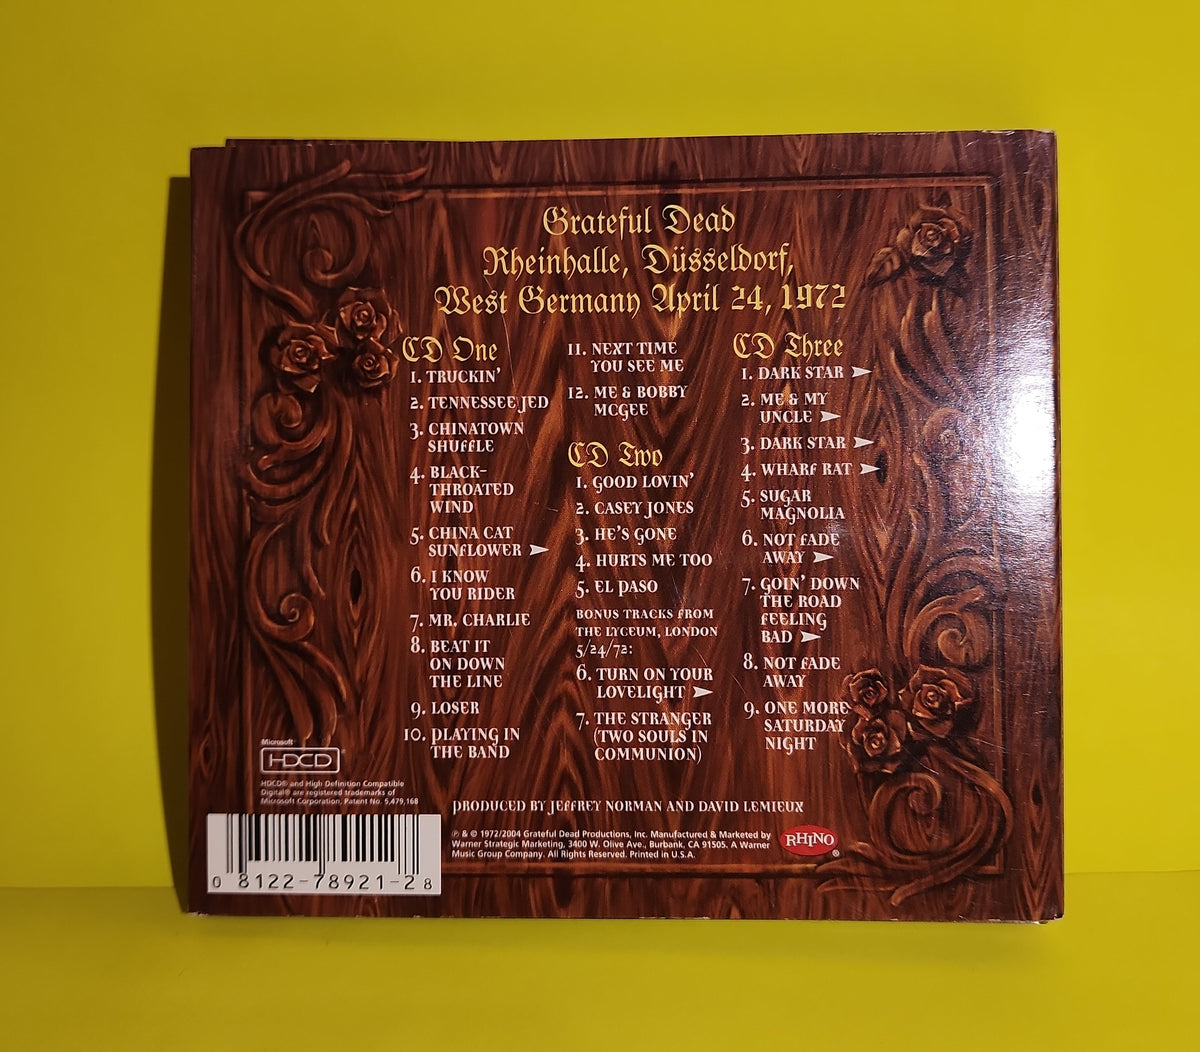 Grateful Dead
Rheinhalle, Düsseldorf,
West Germany April 24, 1972
CD One
1. TRUCKIN'
2. TENNESSEE JED
3. CHINATOWN
SHUFFLE
4. BLACK-
THROATED
WIND
5. CHINA CAT
SUNFLOWER ➤
6. I KNOW
YOU RIDER
7. MR. CHARLIE
8. BEAT IT
ON DOWN
THE LINE
9. LOSER
10. PLAYING IN
THE BAND
11. NEXT TIME
YOU SEE ME
12. ME & BOBBY
MCGEE
CD Two
1. GOOD LOVIN'
2. CASEY JONES
3. HE'S GONE
4. HURTS ME TOO
5. EL PASO
BONUS TRACKS FROM
THE LYCEUM, LONDON
5/24/72:
6. TURN ON YOUR
LOVELIGHT ➤
7. THE STRANGER
(TWO SOULS IN
COMMUNION)
CD Three
1. DARK STAR ➤
2. ME & MY
UNCLE ➤
3. DARK STAR ➤
4. WHARF RAT ➤
5. SUGAR
MAGNOLIA
6. NOT FADE
AWAY ➤
7. GOIN' DOWN
THE ROAD
FEELING
BAD ➤
8. NOT FADE
AWAY
9. ONE MORE
SATURDAY
NIGHT
Microsoft
HDCD®
HDCD® and High Definition Compatible
Digital® are registered trademarks of
Microsoft Corporation, Patent No. 5,479,168
PRODUCED BY JEFFREY NORMAN AND DAVID LEMIEUX
℗ & © 1972/2004 Grateful Dead Productions, Inc. Manufactured & Marketed by
Warner Strategic Marketing, 3400 W. Olive Ave., Burbank, CA 91505. A Warner
Music Group Company. All Rights Reserved. Printed in U.S.A.
RHINO®
0 81227-89212 8